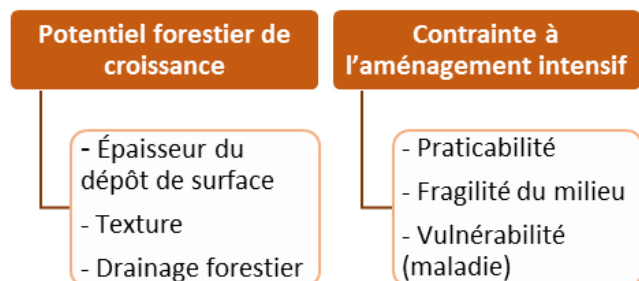 Potentiel forestier de
croissance
- Épaisseur du
dépôt de surface
- Texture
- Drainage forestier
Contrainte à
l’aménagement intensif
- Praticabilité
- Fragilité du milieu
- Vulnérabilité
(maladie)